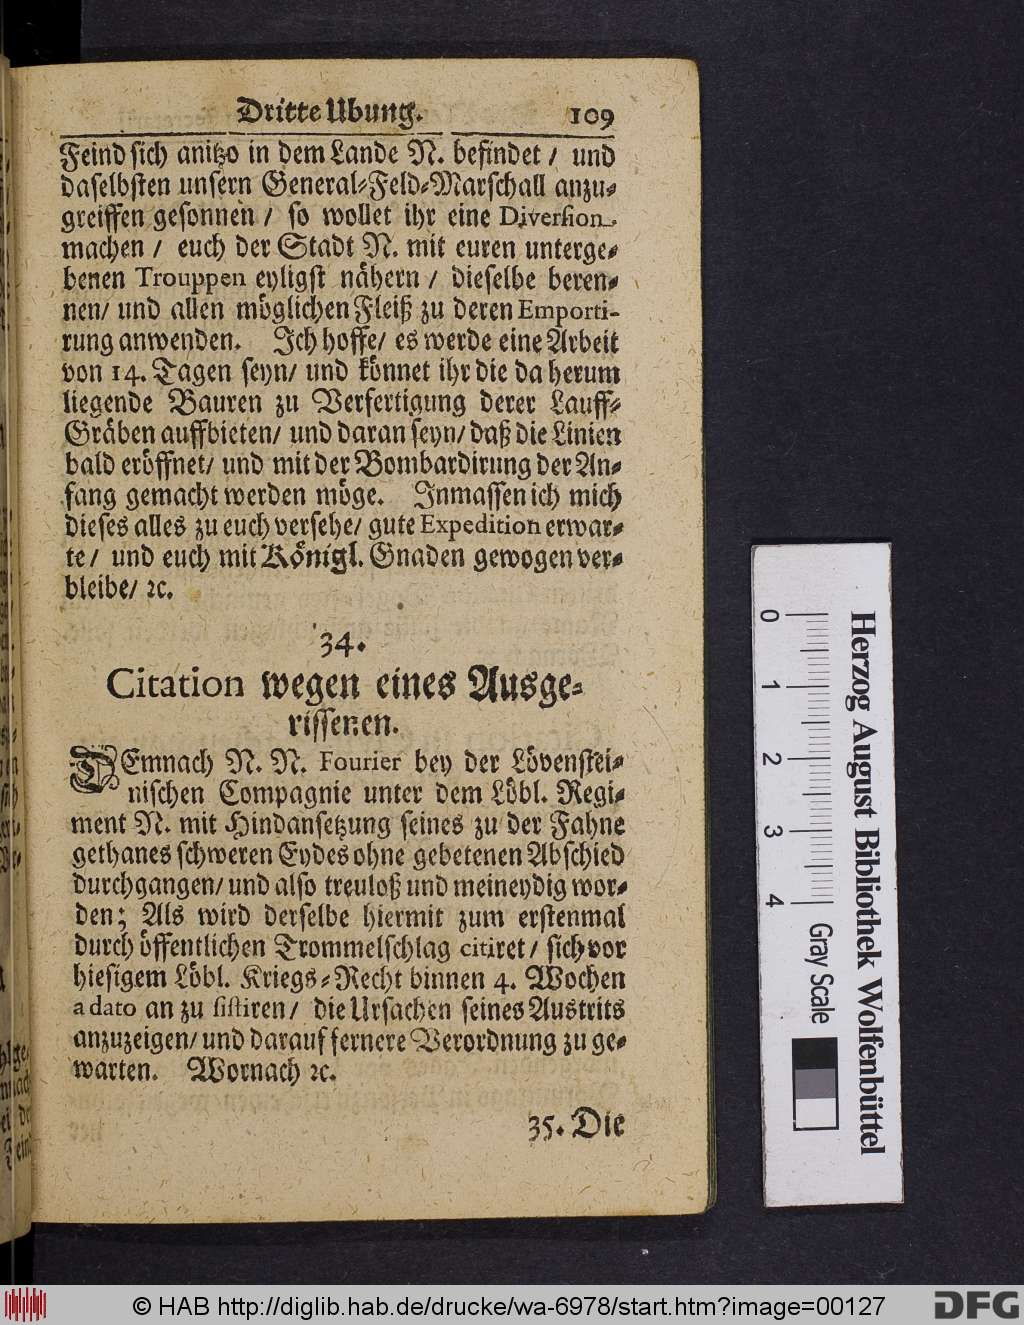 Dritte Ubung. 109
Feind sich anitzo in dem Lande N. befindet / und
daselbsten unsern General-Feld-Marschall anzu-
greiffen gesonnen / so wollet ihr eine Diversion
machen / euch der Stadt N. mit euren unterge-
benen Trouppen eyligst nähern / dieselbe beren-
nen/ und allen möglichen Fleiß zu deren Emporti-
rung anwenden. Ich hoffe/ es werde eine Arbeit
von 14. Tagen seyn/ und könnet ihr die da herum
liegende Bauren zu Verfertigung derer Lauff-
Gräben auffbieten/ und daran seyn/ daß die Linien
bald eröffnet/ und mit der Bombardirung der An-
fang gemacht werden möge. Inmassen ich mich
dieses alles zu euch versehe/ gute Expedition erwar-
te / und euch mit Königl. Gnaden gewogen ver-
bleibe/ ꝛc.
34.
Citation wegen eines Ausge-
rissenen.
DEmnach N. N. Fourier bey der Lövenstei-
nischen Compagnie unter dem Löbl. Regi-
ment N. mit Hindansetzung seines zu der Fahne
gethanes schweren Eydes ohne gebetenen Abschied
durchgangen/ und also treuloß und meineydig wor-
den; Als wird derselbe hiermit zum erstenmal
durch öffentlichen Trommelschlag citiret/ sich vor
hiesigem Löbl. Kriegs-Recht binnen 4. Wochen
a dato an zu sistiren/ die Ursachen seines Austrits
anzuzeigen/ und darauf fernere Verordnung zu ge-
warten. Wornach ꝛc.
35. Die
0 1 2 3 4 Gray Scale
Herzog August Bibliothek Wolfenbüttel
© HAB http://diglib.hab.de/drucke/wa-6978/start.htm?image=00127
DFG